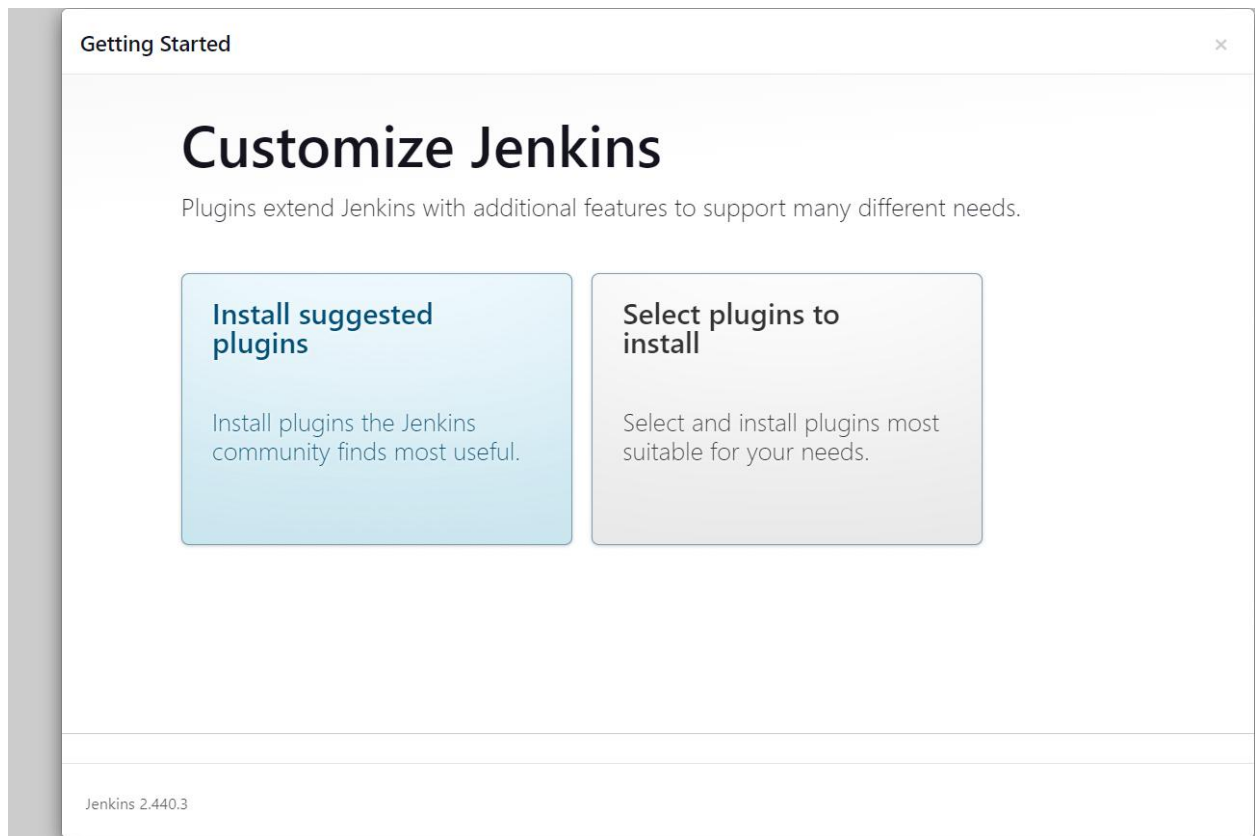 Getting Started
×
Customize Jenkins
Plugins extend Jenkins with additional features to support many different needs.
Install suggested
plugins
Install plugins the Jenkins
community finds most useful.
Select plugins to
install
Select and install plugins most
suitable for your needs.
Jenkins 2.440.3